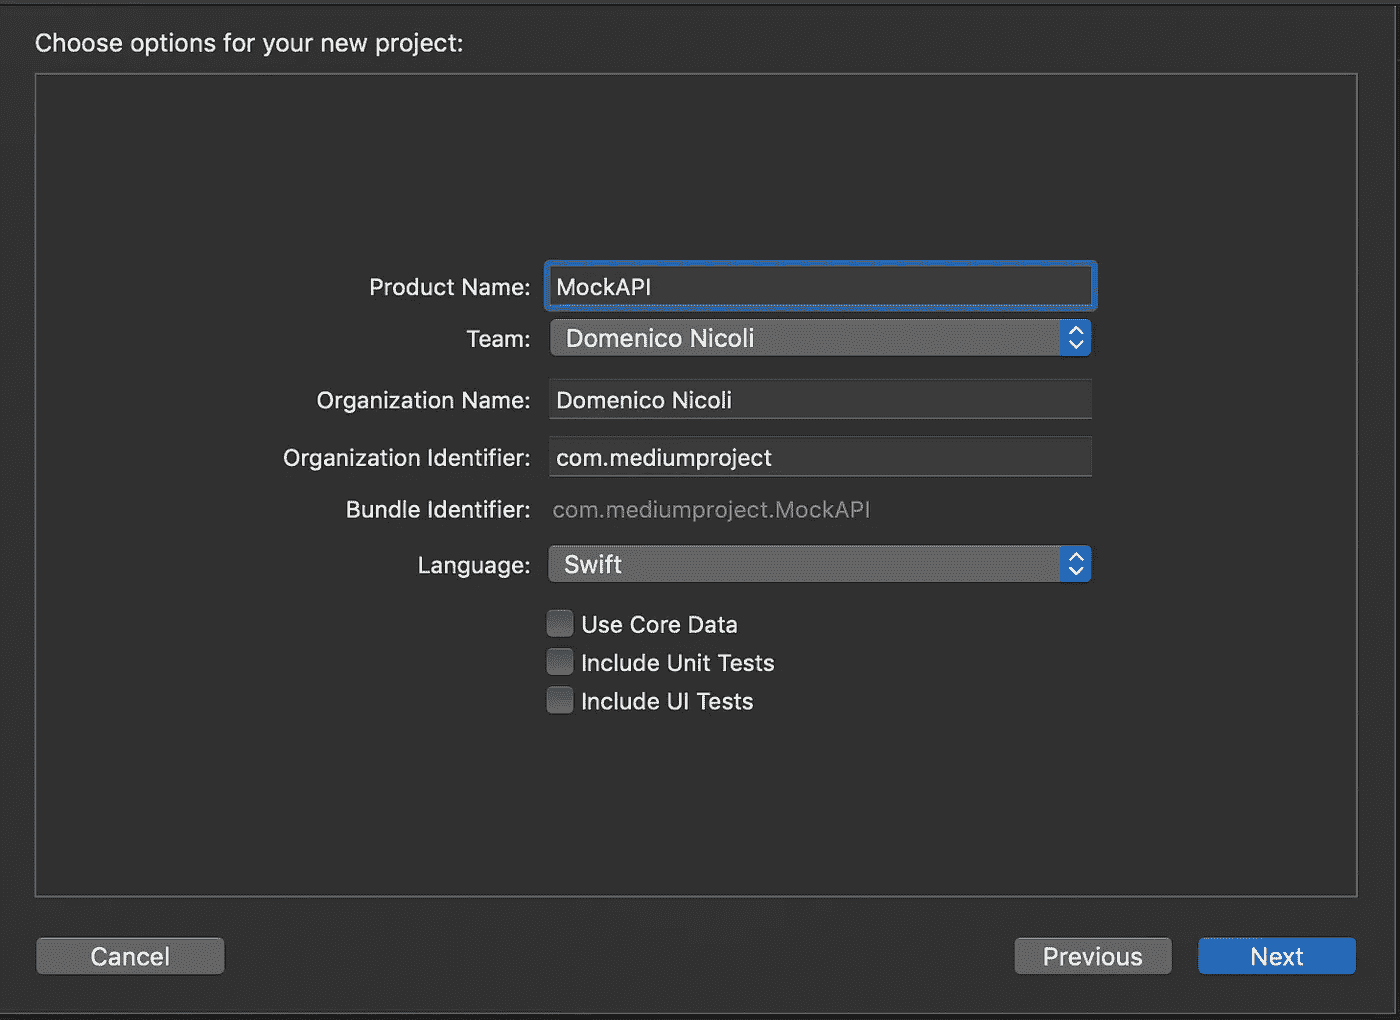 Choose options for your new project:
Product Name: MockAPI
Team: Domenico Nicoli
Organization Name: Domenico Nicoli
Organization Identifier: com.mediumproject
Bundle Identifier: com.mediumproject.MockAPI
Language: Swift
Use Core Data
Include Unit Tests
Include UI Tests
Cancel Previous Next